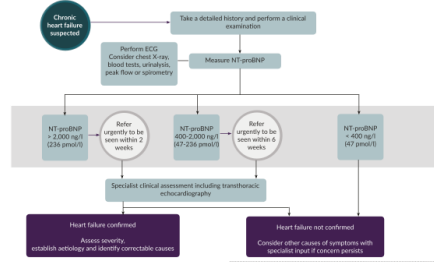 Chronic
heart failure
suspected
Take a detailed history and perform a clinical
examination
Perform ECG
Consider chest X-ray,
blood tests, urinalysis,
peak flow or spirometry
Measure NT-proBNP
NT-proBNP
> 2,000 ng/l
(236 pmol/l)
Refer
urgently to be
seen within 2
weeks
NT-proBNP
400-2,000 ng/l
(47-236 pmol/l)
Refer
urgently to be
seen within 6
weeks
NT-proBNP
< 400 ng/l
(47 pmol/l)
Specialist clinical assessment including transthoracic
echocardiography
Heart failure confirmed
Assess severity,
establish aetiology and identify correctable causes
Heart failure not confirmed
Consider other causes of symptoms with
specialist input if concern persists